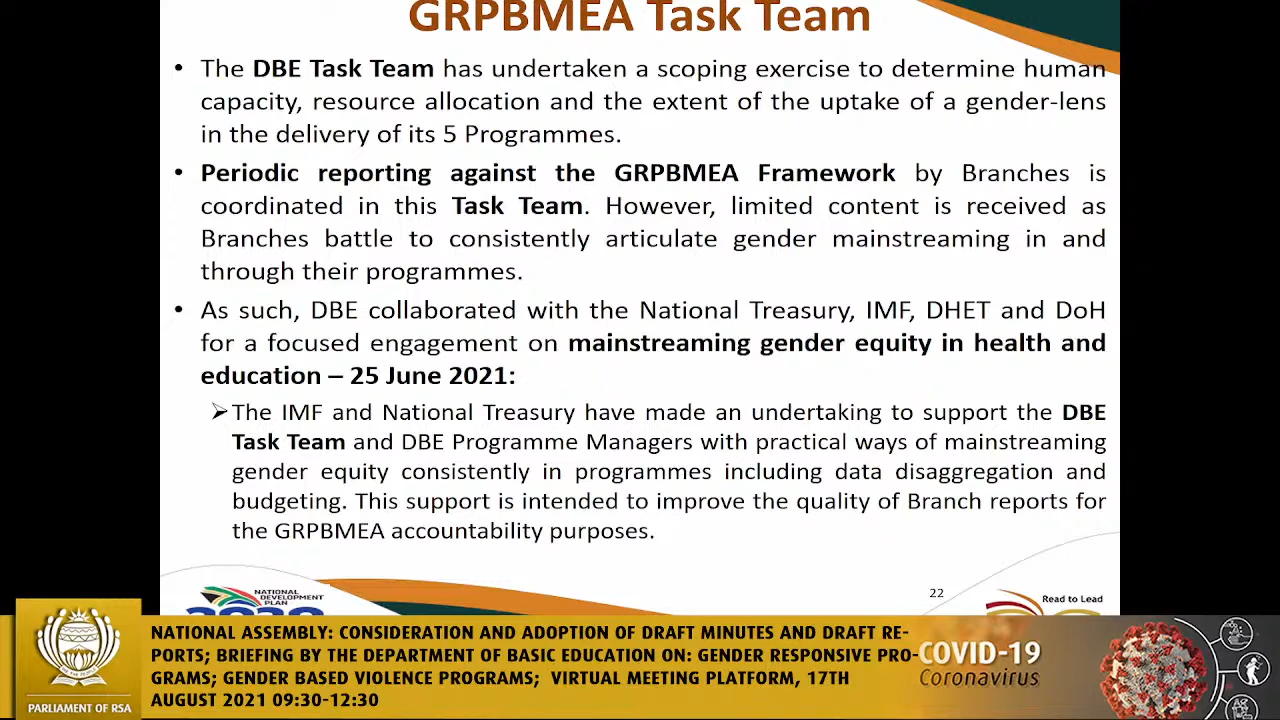 GRPBMEA Task Team
• The DBE Task Team has undertaken a scoping exercise to determine human
capacity, resource allocation and the extent of the uptake of a gender-lens
in the delivery of its 5 Programmes.
• Periodic reporting against the GRPBMEA Framework by Branches is
coordinated in this Task Team. However, limited content is received as
Branches battle to consistently articulate gender mainstreaming in and
through their programmes.
• As such, DBE collaborated with the National Treasury, IMF, DHET and DoH
for a focused engagement on mainstreaming gender equity in health and
education – 25 June 2021:
➢The IMF and National Treasury have made an undertaking to support the DBE
Task Team and DBE Programme Managers with practical ways of mainstreaming
gender equity consistently in programmes including data disaggregation and
budgeting. This support is intended to improve the quality of Branch reports for
the GRPBMEA accountability purposes.
NATIONAL DEVELOPMENT
PLAN
2030
22
Read to Lead
NATIONAL ASSEMBLY: CONSIDERATION AND ADOPTION OF DRAFT MINUTES AND DRAFT RE-
PORTS; BRIEFING BY THE DEPARTMENT OF BASIC EDUCATION ON: GENDER RESPONSIVE PRO-
GRAMS; GENDER BASED VIOLENCE PROGRAMS; VIRTUAL MEETING PLATFORM, 17TH
AUGUST 2021 09:30-12:30
PARLIAMENT OF RSA
COVID-19
Coronavirus